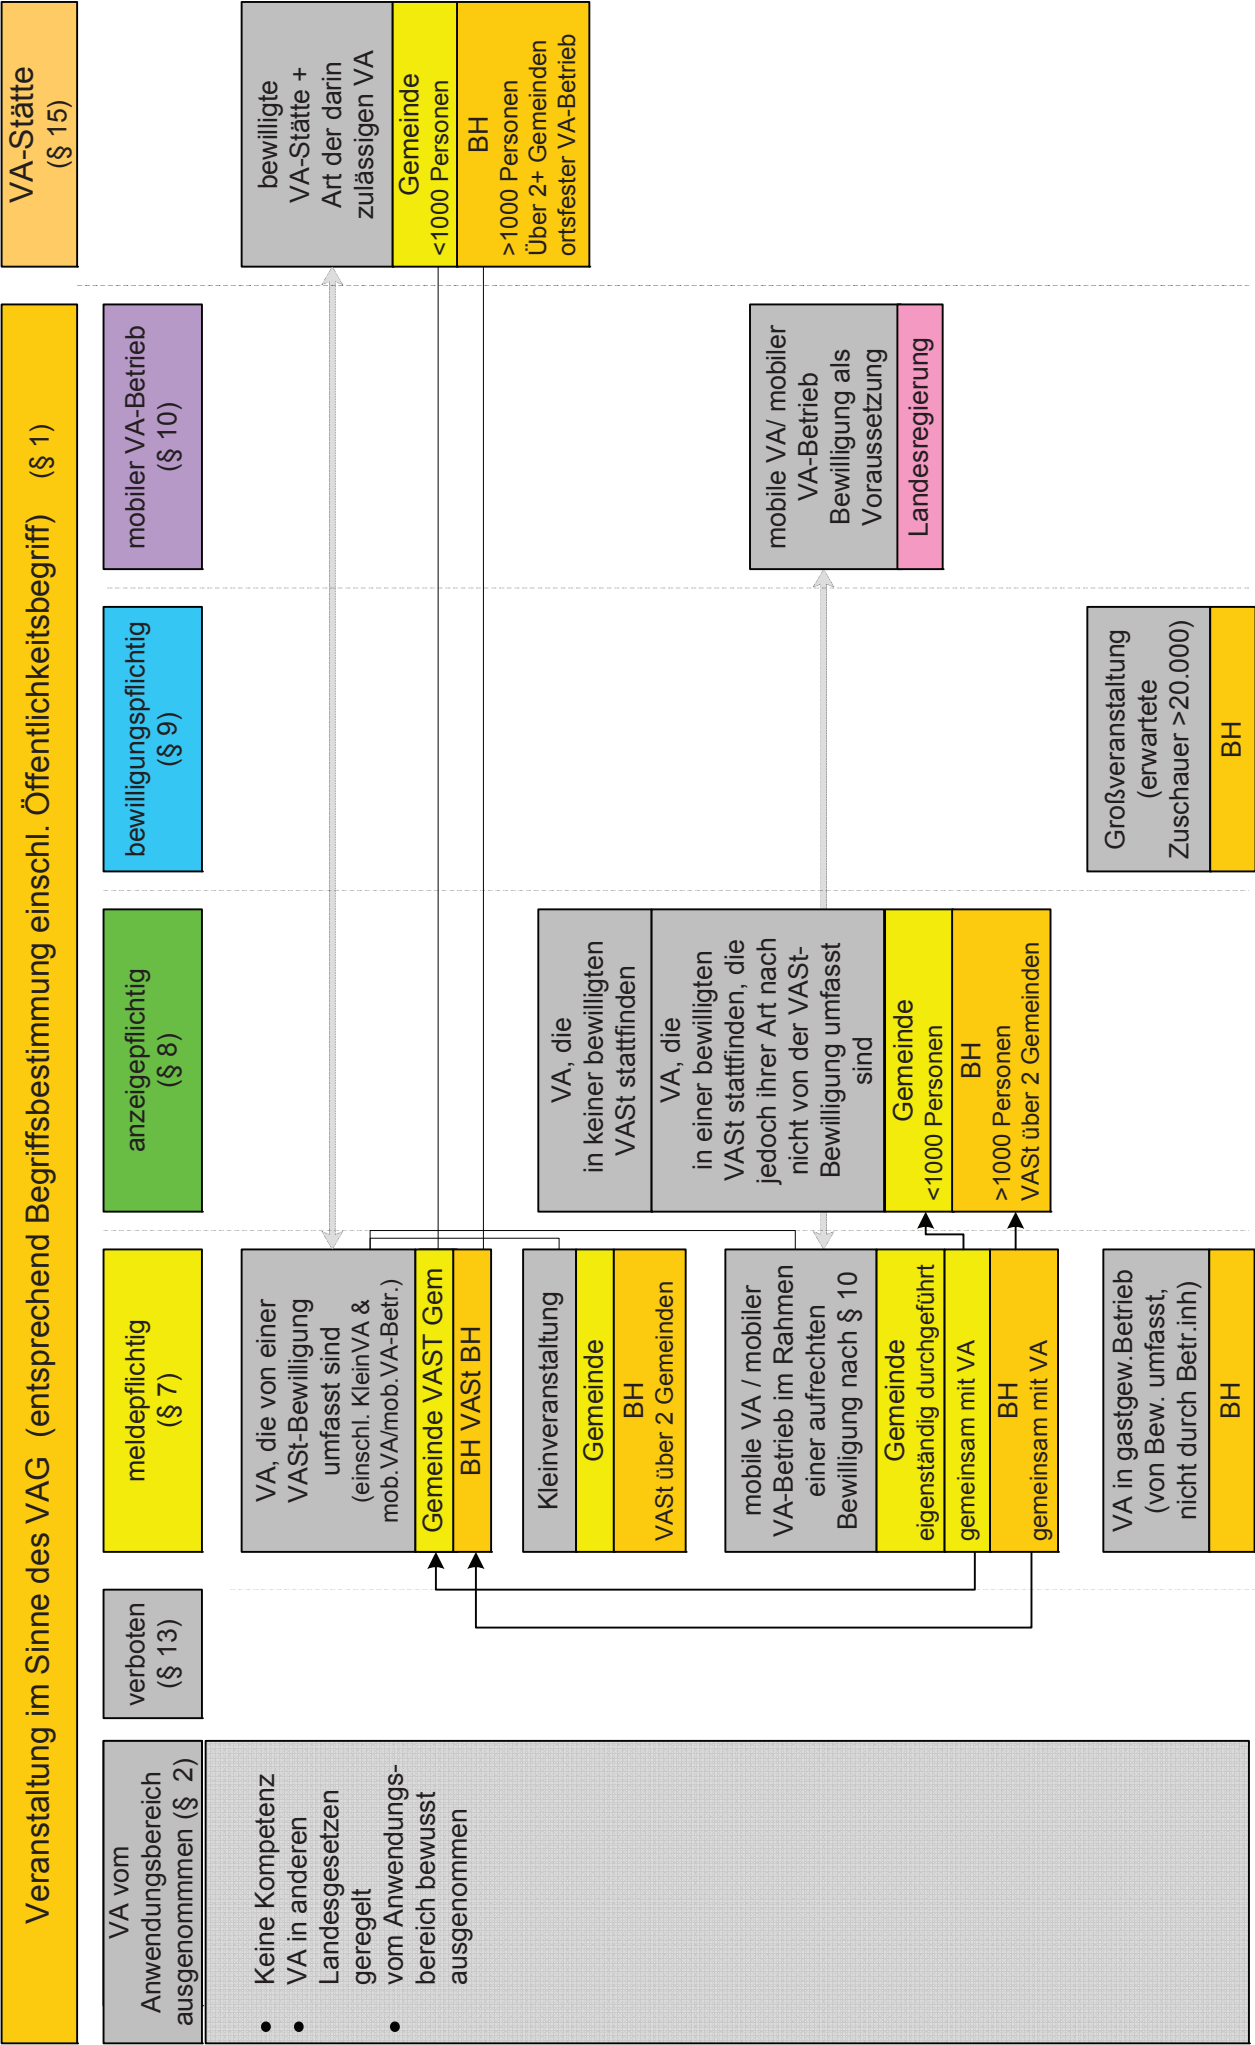 Veranstaltung im Sinne des VAG (entsprechend Begriffsbestimmung einschl. Öffentlichkeitsbegriff) (§ 1)
VA-Stätte
(§ 15)
VA vom
Anwendungsbereich
ausgenommmen (§ 2)
verboten
(§ 13)
meldepflichtig
(§ 7)
anzeigepflichtig
(§ 8)
bewilligungspflichtig
(§ 9)
mobiler VA-Betrieb
(§ 10)
• Keine Kompetenz
• VA in anderen
Landesgesetzen
geregelt
• vom Anwendungs-
bereich bewusst
ausgenommen
VA, die von einer
VASt-Bewilligung
umfasst sind
(einschl. KleinVA &
mob.VA/mob.VA-Betr.)
Gemeinde VAST Gem
BH VASt BH
Kleinveranstaltung
Gemeinde
BH
VASt über 2 Gemeinden
mobile VA / mobiler
VA-Betrieb im Rahmen
einer aufrechten
Bewilligung nach § 10
Gemeinde
eigenständig durchgeführt
gemeinsam mit VA
BH
gemeinsam mit VA
VA in gastgew.Betrieb
(von Bew. umfasst,
nicht durch Betr.inh)
BH
VA, die
in keiner bewilligten
VASt stattfinden
VA, die
in einer bewilligten
VASt stattfinden, die
jedoch ihrer Art nach
nicht von der VASt-
Bewilligung umfasst
sind
Gemeinde
<1000 Personen
BH
>1000 Personen
VASt über 2 Gemeinden
Großveranstaltung
(erwartete
Zuschauer >20.000)
BH
mobile VA/ mobiler
VA-Betrieb
Bewilligung als
Voraussetzung
Landesregierung
bewilligte
VA-Stätte +
Art der darin
zulässigen VA
Gemeinde
<1000 Personen
BH
>1000 Personen
Über 2+ Gemeinden
ortsfester VA-Betrieb